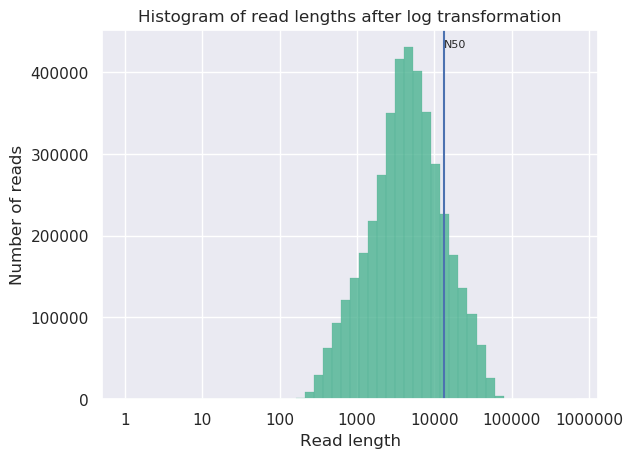 Histogram of read lengths after log transformation
N50
400000
300000
200000
100000
0
Number of reads
1 10 100 1000 10000 100000 1000000
Read length